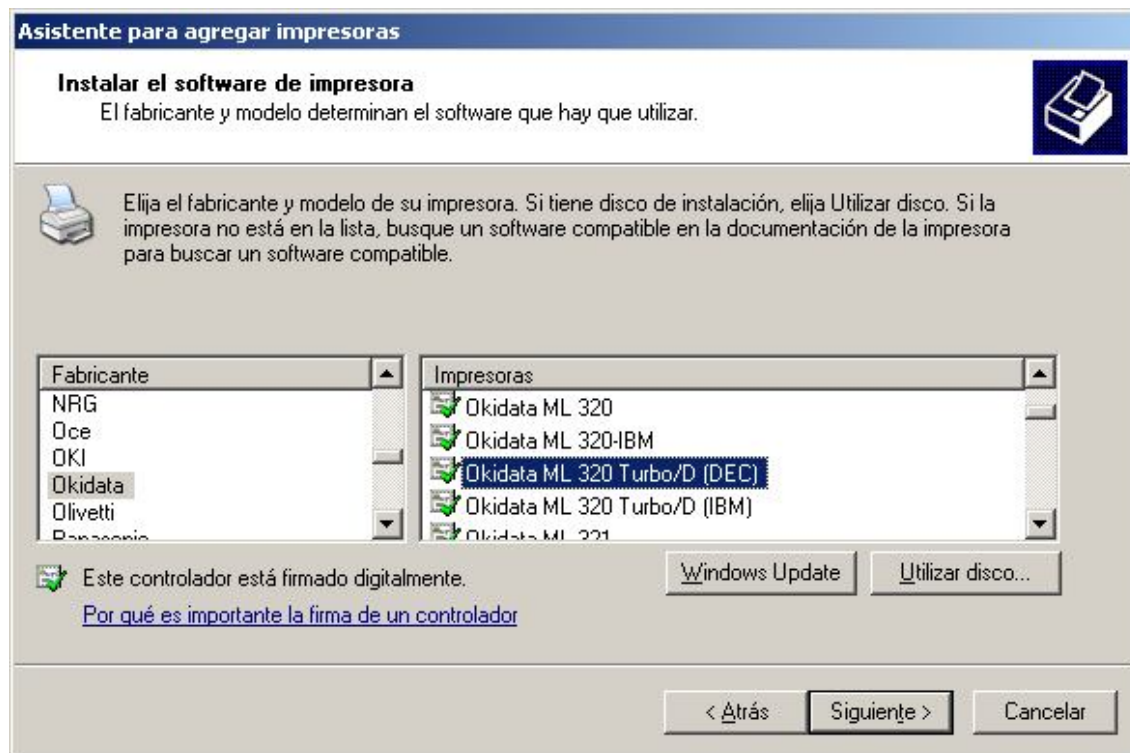 Asistente para agregar impresoras
Instalar el software de impresora
El fabricante y modelo determinan el software que hay que utilizar.
Elija el fabricante y modelo de su impresora. Si tiene disco de instalación, elija Utilizar disco. Si la
impresora no está en la lista, busque un software compatible en la documentación de la impresora
para buscar un software compatible.
Fabricante
NRG
Oce
OKI
Okidata
Olivetti
Panasonic
Impresoras
Okidata ML 320
Okidata ML 320-IBM
Okidata ML 320 Turbo/D (DEC)
Okidata ML 320 Turbo/D (IBM)
Okidata ML 321
Este controlador está firmado digitalmente.
Por qué es importante la firma de un controlador
Windows Update
Utilizar disco...
< Atrás
Siguiente >
Cancelar